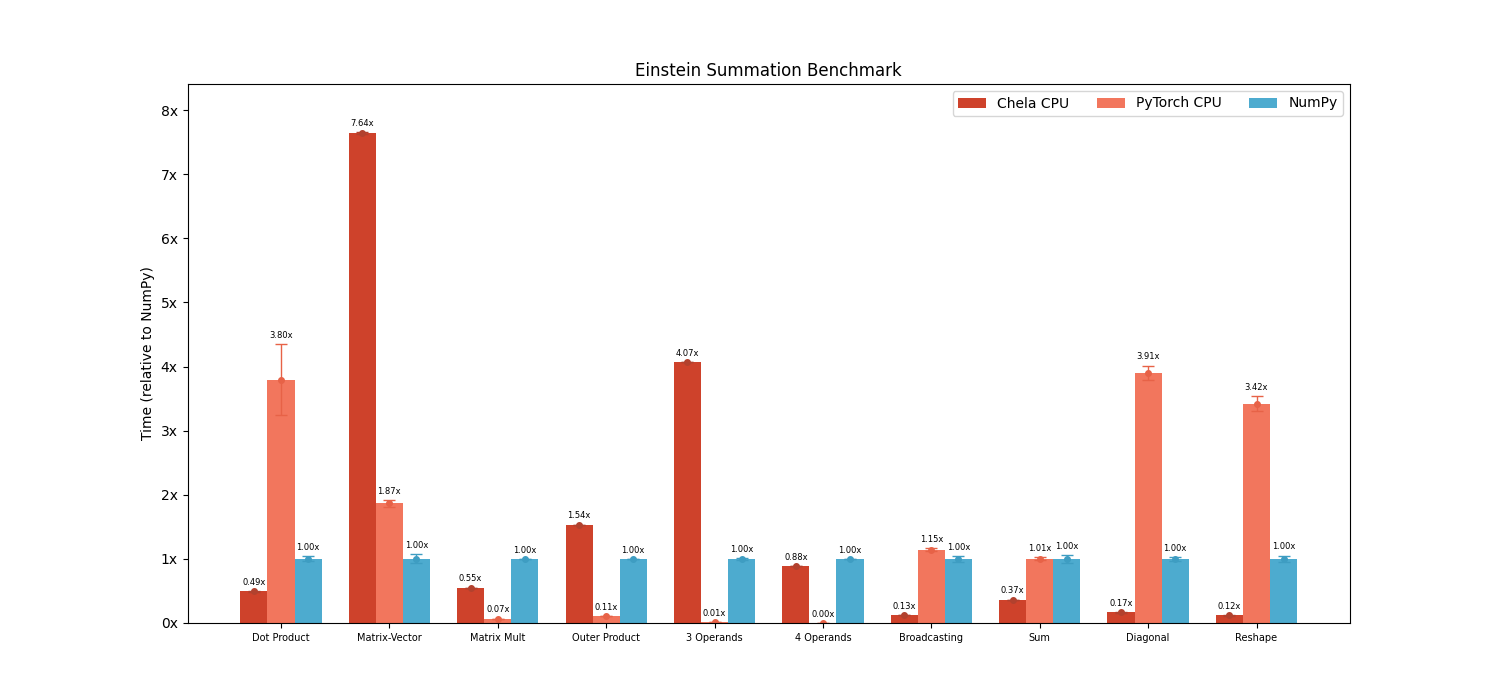 Einstein Summation Benchmark
Chela CPU
PyTorch CPU
NumPy
Time (relative to NumPy)
8x
7x
6x
5x
4x
3x
2x
1x
0x
0.49x
3.80x
1.00x
7.64x
1.87x
1.00x
0.55x
0.07x
1.00x
1.54x
0.11x
1.00x
4.07x
0.01x
1.00x
0.88x
0.00x
1.00x
0.13x
1.15x
1.00x
0.37x
1.01x
1.00x
0.17x
3.91x
1.00x
0.12x
3.42x
1.00x
Dot Product
Matrix-Vector
Matrix Mult
Outer Product
3 Operands
4 Operands
Broadcasting
Sum
Diagonal
Reshape